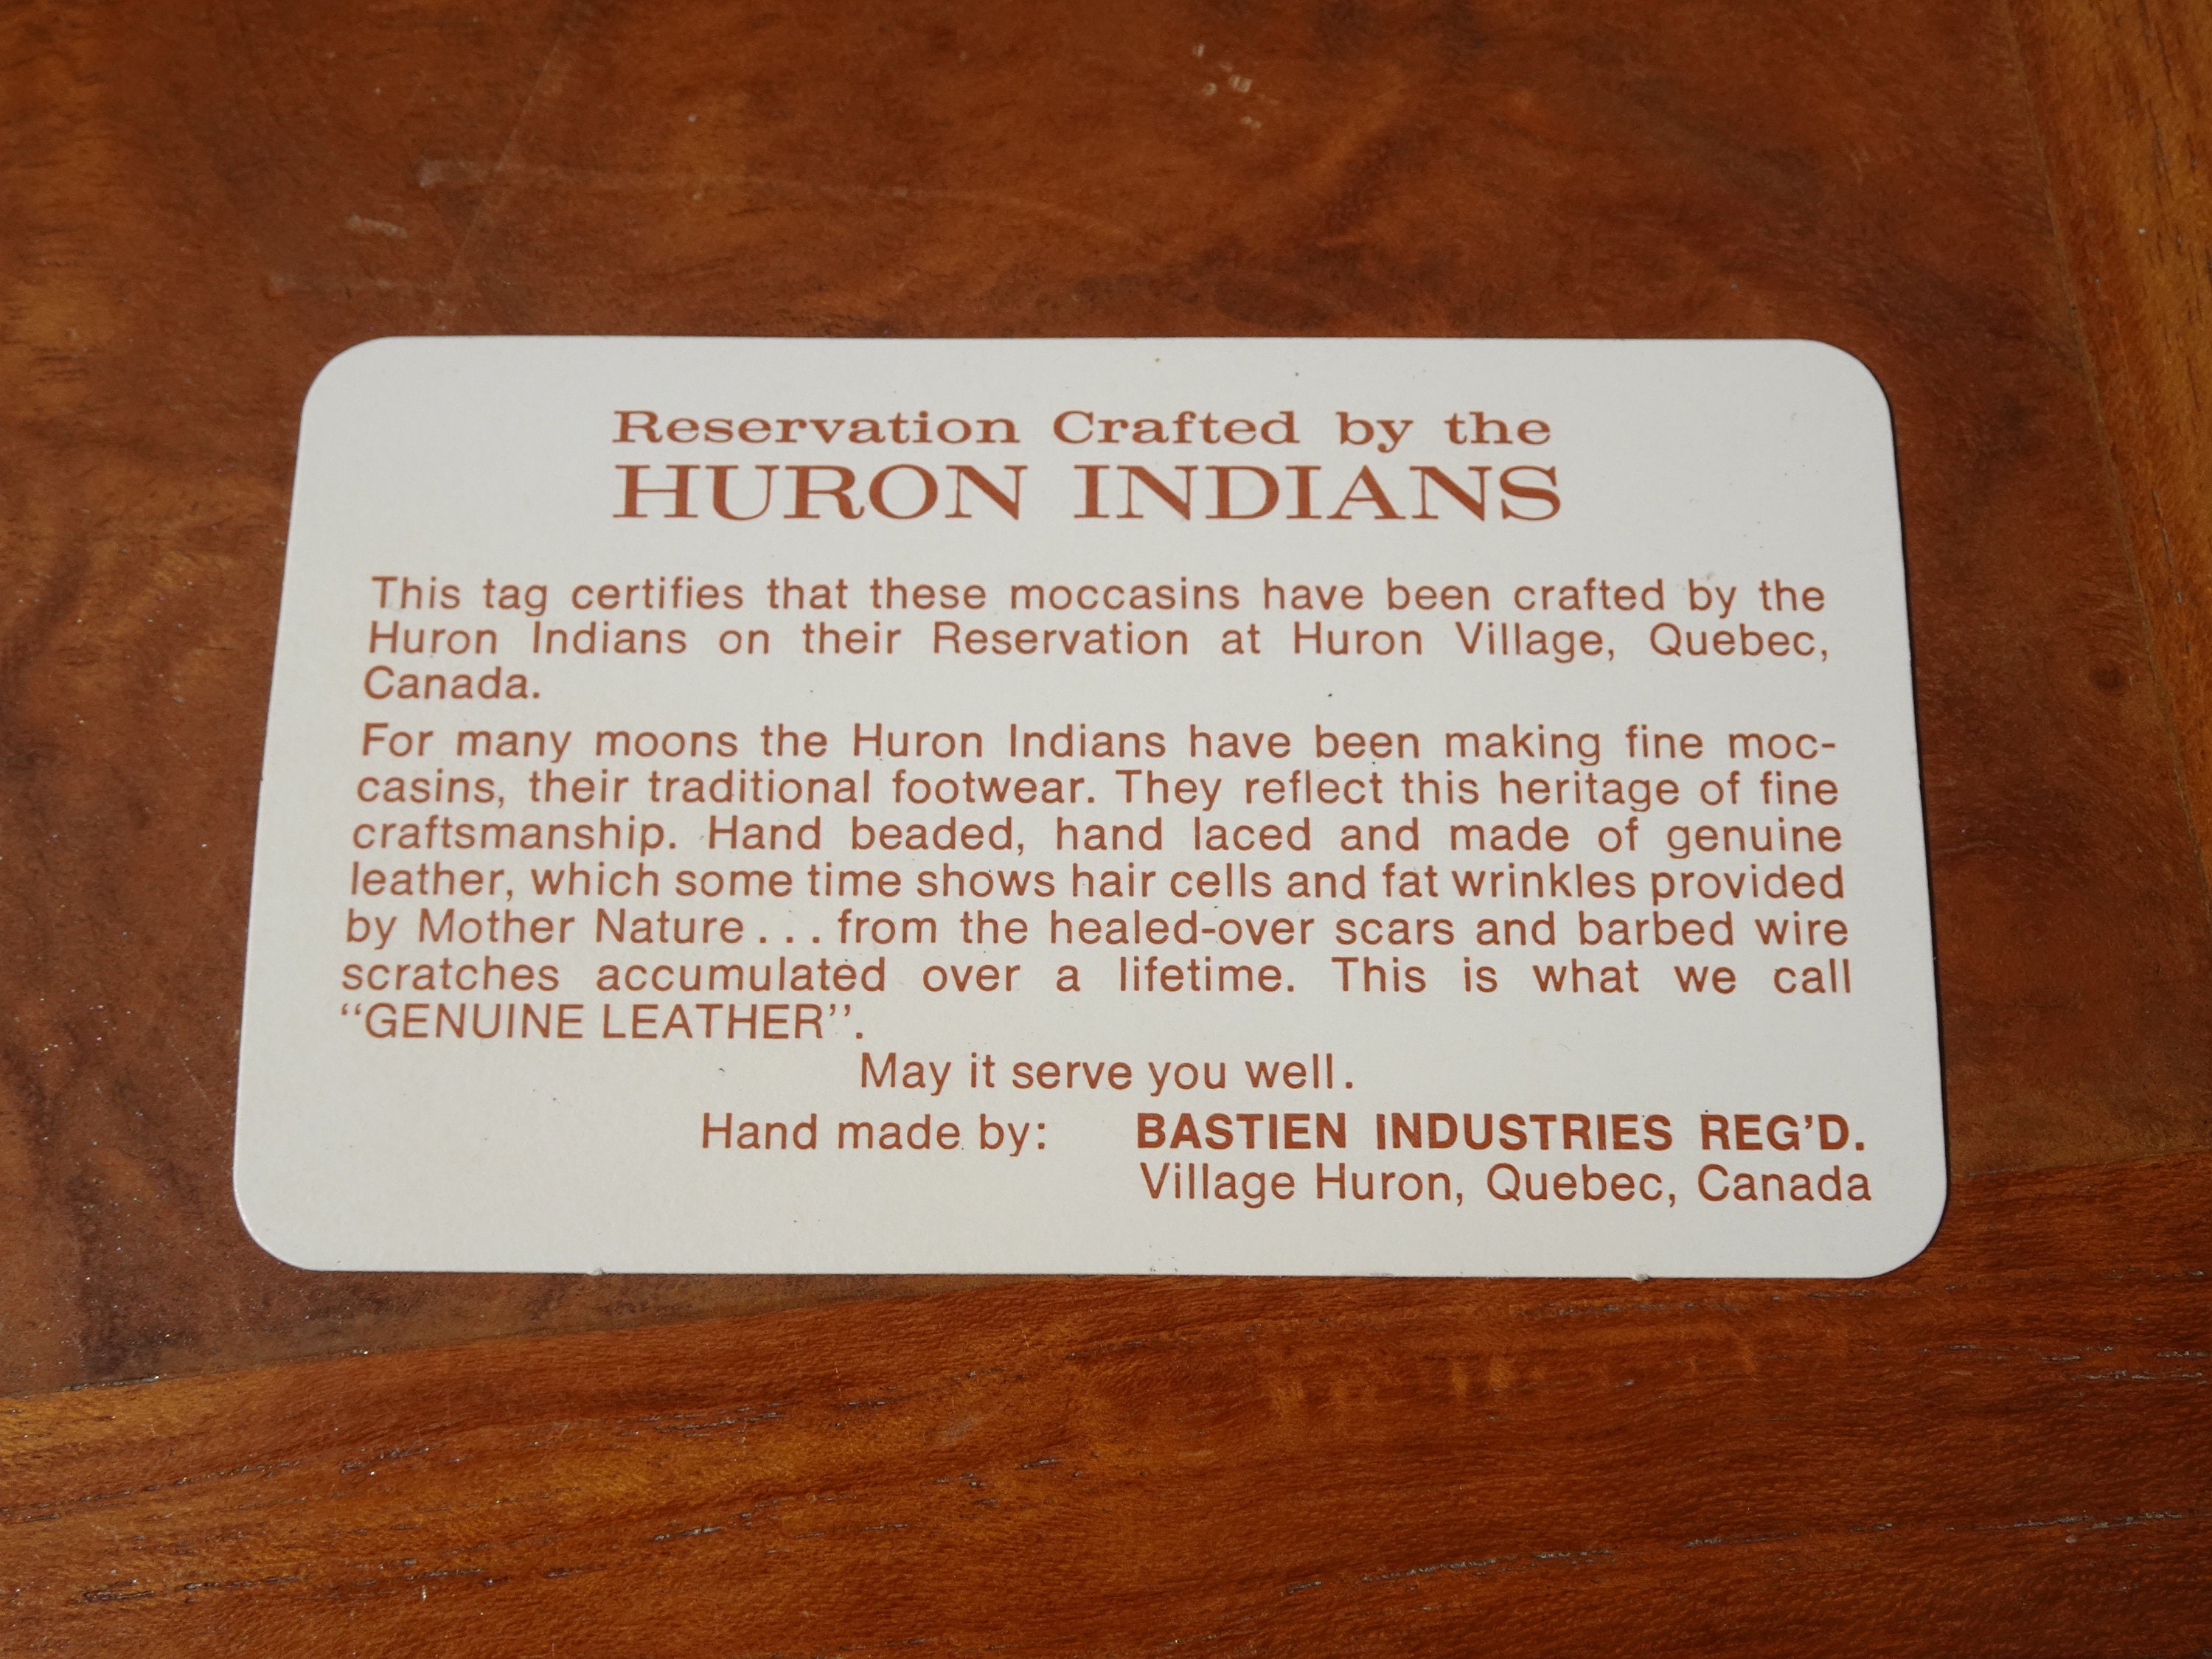 Reservation Crafted by the
HURON INDIANS
This tag certifies that these moccasins have been crafted by the
Huron Indians on their Reservation at Huron Village, Quebec,
Canada.
For many moons the Huron Indians have been making fine moc-
casins, their traditional footwear. They reflect this heritage of fine
craftsmanship. Hand beaded, hand laced and made of genuine
leather, which some time shows hair cells and fat wrinkles provided
by Mother Nature... from the healed-over scars and barbed wire
scratches accumulated over a lifetime. This is what we call
“GENUINE LEATHER”.
May it serve you well.
Hand made by: BASTIEN INDUSTRIES REG'D.
Village Huron, Quebec, Canada